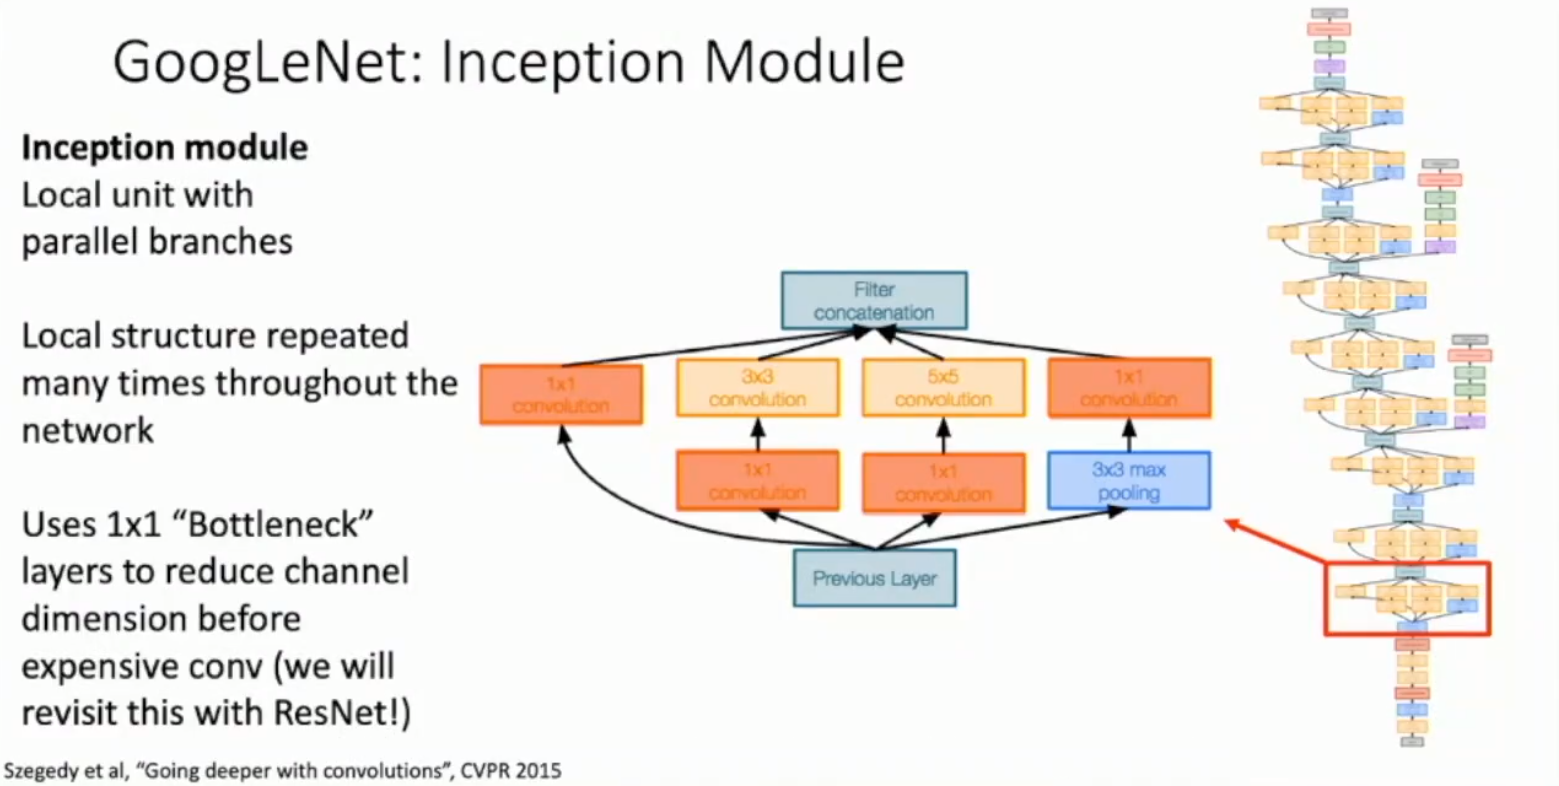 GoogLeNet: Inception Module
Inception module
Local unit with
parallel branches
Local structure repeated
many times throughout the
network
Uses 1x1 “Bottleneck”
layers to reduce channel
dimension before
expensive conv (we will
revisit this with ResNet!)
Filter
concatenation
1x1
convolution
3x3
convolution
5x5
convolution
1x1
convolution
1x1
convolution
1x1
convolution
3x3 max
pooling
Previous Layer
Szegedy et al, “Going deeper with convolutions”, CVPR 2015